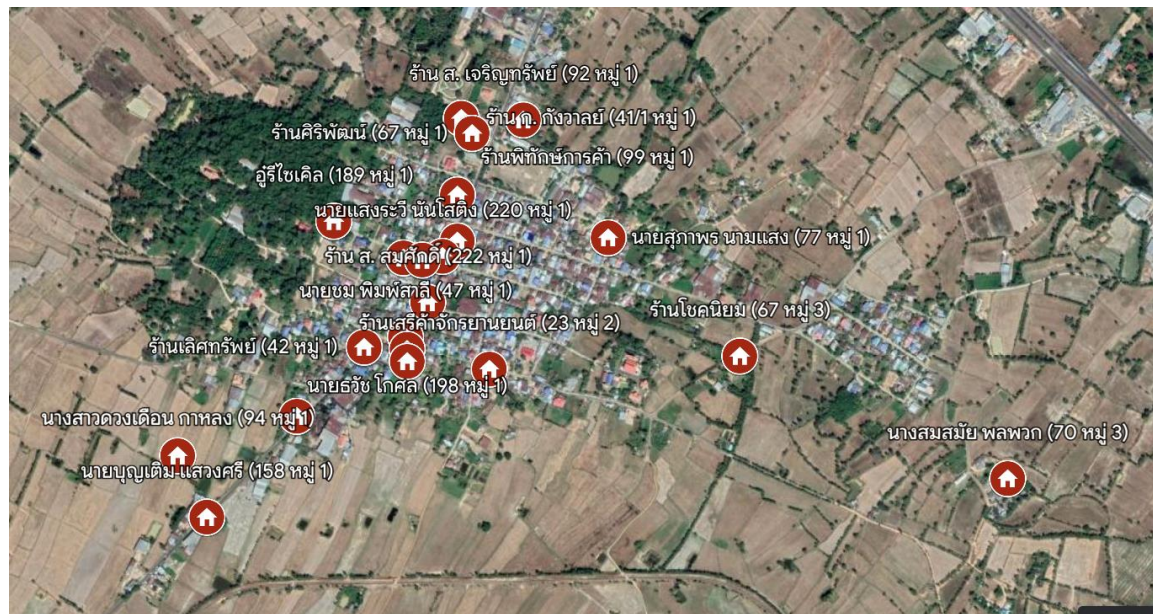 ร้าน ส. เจริญทรัพย์ (92 หมู่ 1)
ร้าน ก. กังวาลย์ (41/1 หมู่ 1)
ร้านศิริพัฒน์ (67 หมู่ 1)
ร้านพิทักษ์การค้า (99 หมู่ 1)
อู๋รีไซเคิล (189 หมู่ 1)
นายแสงระวี นันโสติง (220 หมู่ 1)
นายสุภาพร นามแสง (77 หมู่ 1)
ร้าน ส. สมศักดิ์ (222 หมู่ 1)
นายชม พิมพ์สาลี (47 หมู่ 1)
ร้านโชคนิยม (67 หมู่ 3)
ร้านเสรีค้าจักรยานยนต์ (23 หมู่ 2)
ร้านเลิศทรัพย์ (42 หมู่ 1)
นายธวัช โกศล (198 หมู่ 1)
นางสาวดวงเดือน กาหลง (94 หมู่ 1)
นางสมสมัย พลพวก (70 หมู่ 3)
นายบุญเติม แสวงศรี (158 หมู่ 1)